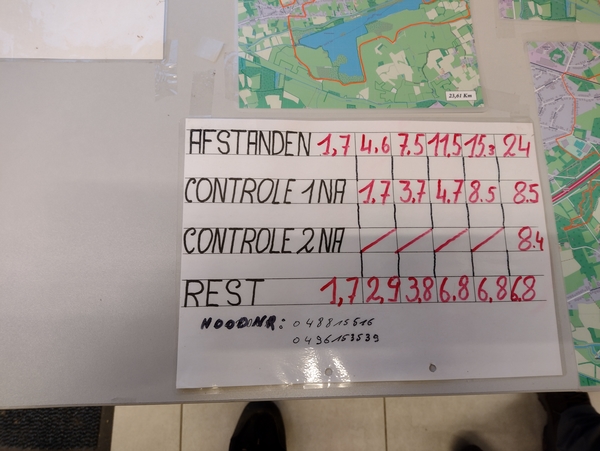 23,61 Km
AFSTANDEN 1,7 4.6 7.5 11.5 15.3 24
CONTROLE 1 NA 1.7 3.7 4.7 8.5 8.5
CONTROLE 2 NA / / / / 8.4
REST 1,7 2,9 3.8 6.8 6.8 6.8
NOODNR: 048815516
0496153539